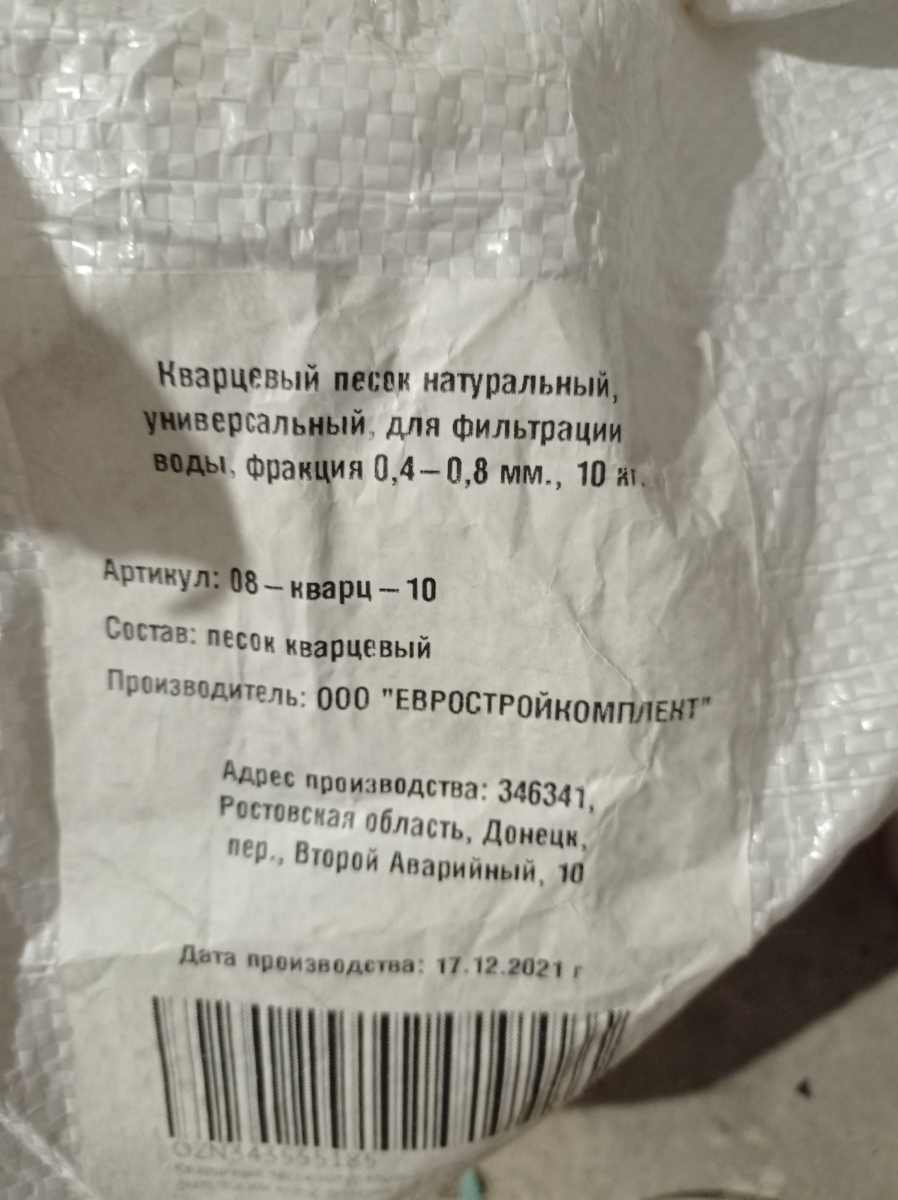 Кварцевый песок натуральный,
универсальный, для фильтрации
воды, фракция 0,4–0,8 мм., 10 кг.
Артикул: 08 – кварц – 10
Состав: песок кварцевый
Производитель: ООО "ЕВРОСТРОЙКОМПЛЕКТ"
Адрес производства: 346341,
Ростовская область, Донецк,
пер., Второй Аварийный, 10
Дата производства: 17.12.2021 г